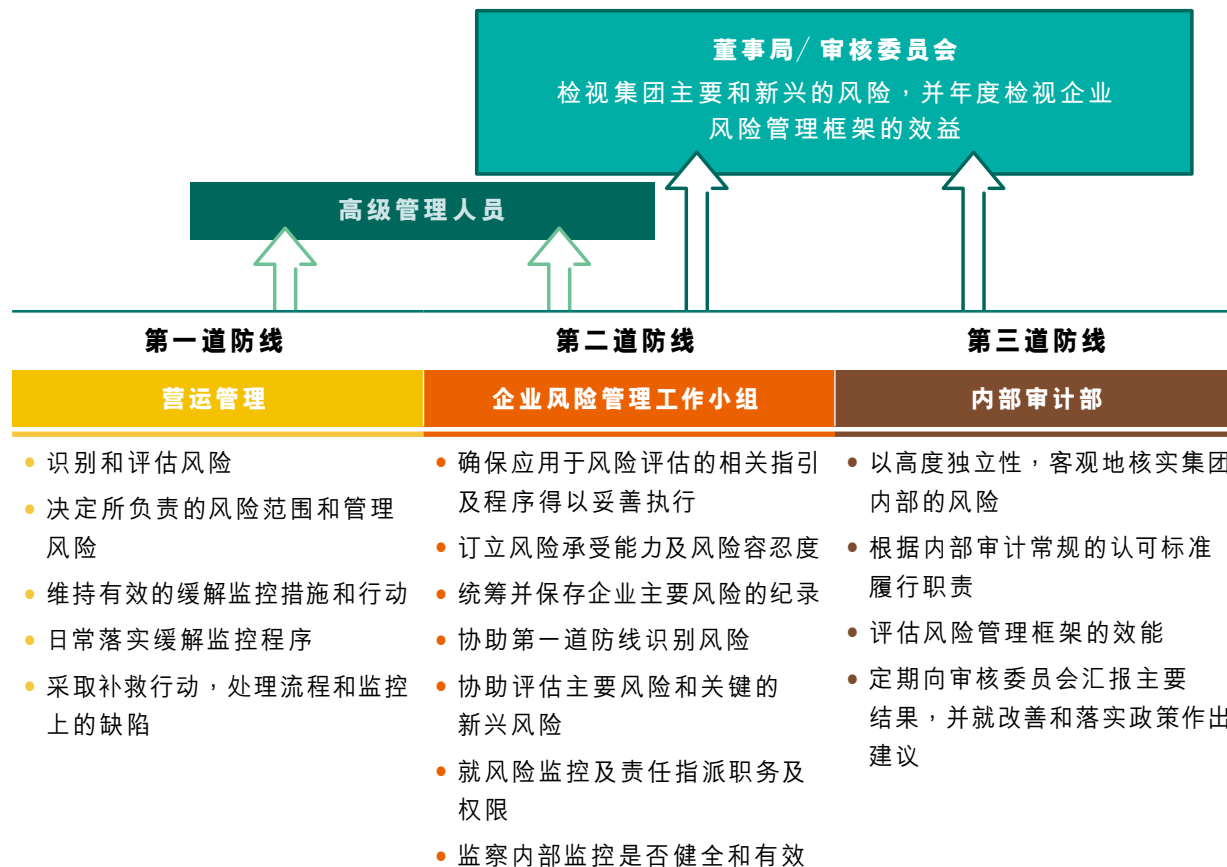 董事局/ 审核委员会
检视集团主要和新兴的风险，并年度检视企业
风险管理框架的效益
高级管理人员
第一道防线
营运管理
• 识别和评估风险
• 决定所负责的风险范围和管理
风险
• 维持有效的缓解监控措施和行动
• 日常落实缓解监控程序
• 采取补救行动，处理流程和监控
上的缺陷
第二道防线
企业风险管理工作小组
• 确保应用于风险评估的相关指引
及程序得以妥善执行
• 订立风险承受能力及风险容忍度
• 统筹并保存企业主要风险的纪录
• 协助第一道防线识别风险
• 协助评估主要风险和关键的
新兴风险
• 就风险监控及责任指派职务及
权限
• 监察内部监控是否健全和有效
第三道防线
内部审计部
• 以高度独立性，客观地核实集团
内部的风险
• 根据内部审计常规的认可标准
履行职责
• 评估风险管理框架的效能
• 定期向审核委员会汇报主要
结果，并就改善和落实政策作出
建议